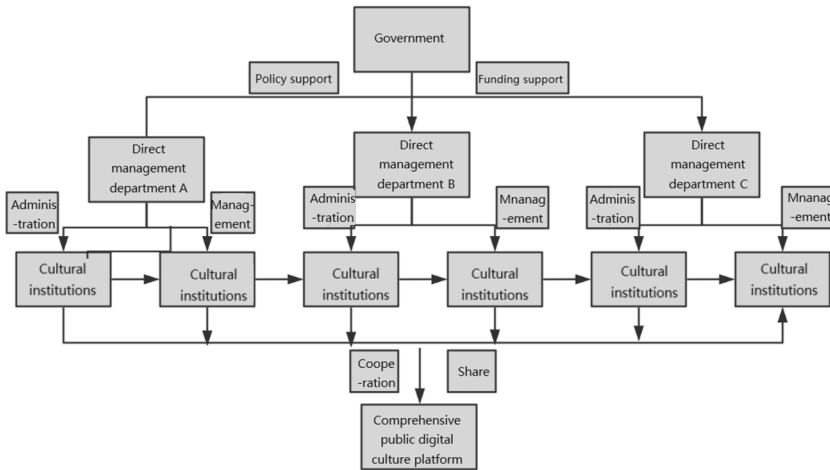 Government
Policy support
Funding support
Direct
management
department A
Direct
management
department B
Direct
management
department C
Adminis
-tration
Manag-
ement
Adminis
-tration
Mnanag
-ement
Adminis
-tration
Mnanag
-ement
Cultural
institutions
Cultural
institutions
Cultural
institutions
Cultural
institutions
Cultural
institutions
Cultural
institutions
Coope
-ration
Share
Comprehensive
public digital
culture platform